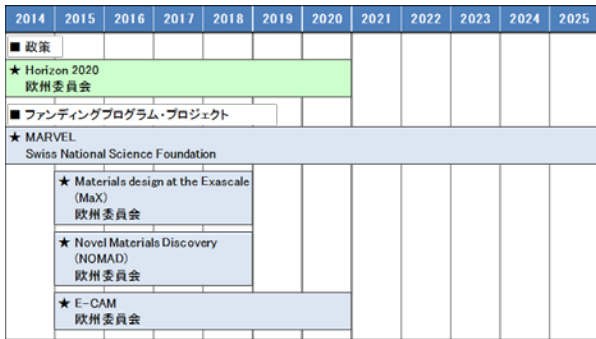 2014 2015 2016 2017 2018 2019 2020 2021 2022 2023 2024 2025
■ 政策
★ Horizon 2020
欧州委員会
■ ファンディングプログラム・プロジェクト
★ MARVEL
Swiss National Science Foundation
★ Materials design at the Exascale
(MaX)
欧州委員会
★ Novel Materials Discovery
(NOMAD)
欧州委員会
★ E-CAM
欧州委員会